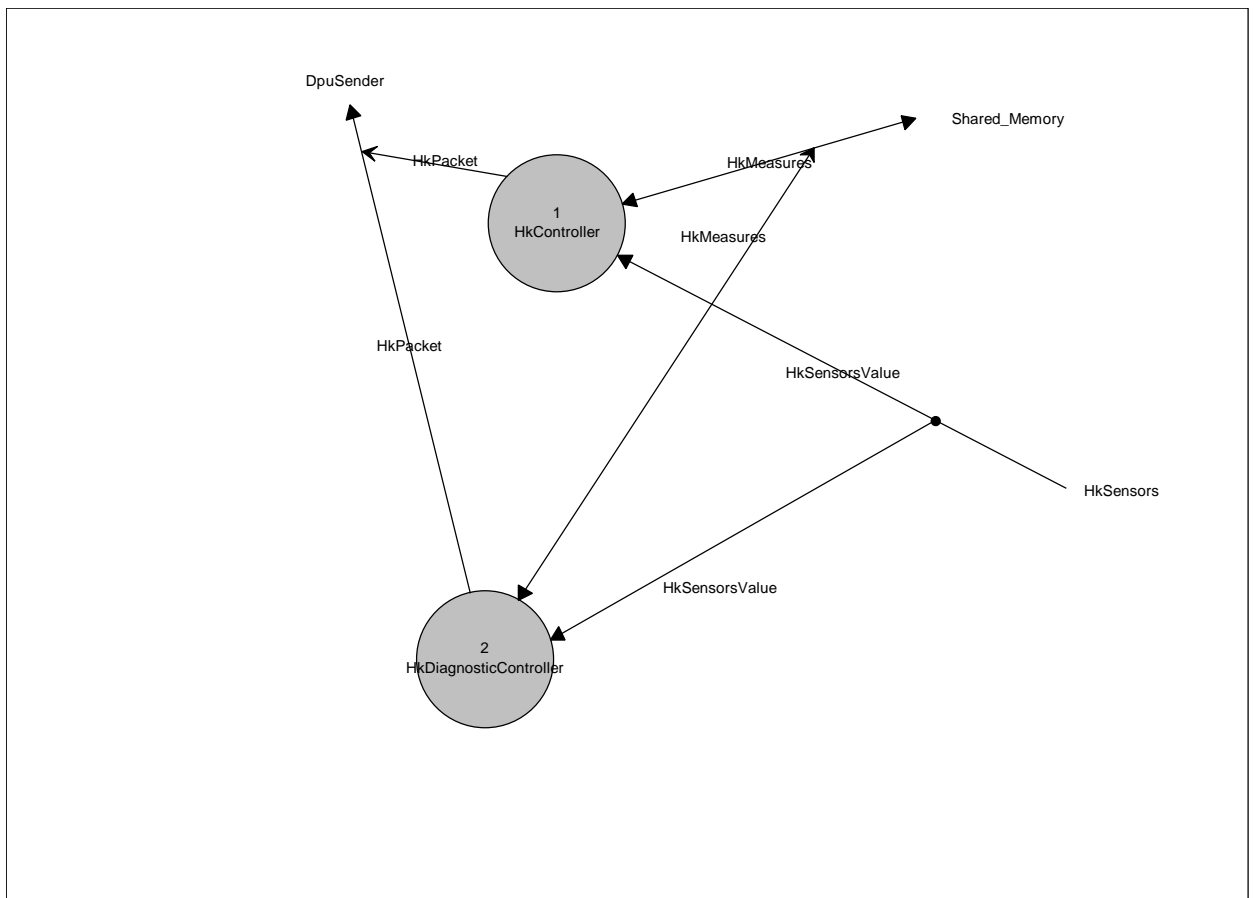 DpuSender
Shared_Memory
HkPacket
HkMeasures
1
HkController
HkMeasures
HkPacket
HkSensorsValue
HkSensors
HkSensorsValue
2
HkDiagnosticController